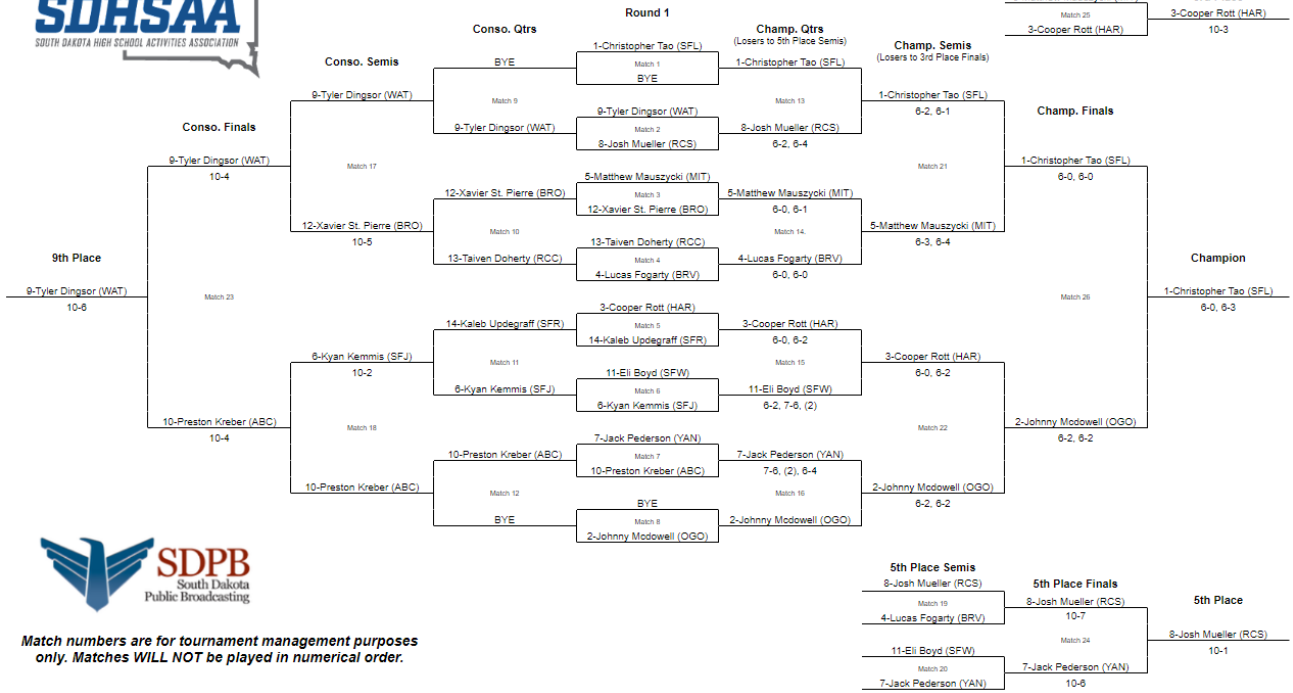 SDHSAA
SOUTH DAKOTA HIGH SCHOOL ACTIVITIES ASSOCIATION
Match 25
3-Cooper Rott (HAR)
3-Cooper Rott (HAR)
10-3
Round 1
1-Christopher Tao (SFL)
Match 1
BYE
9-Tyler Dingsor (WAT)
Match 2
8-Josh Mueller (RCS)
5-Matthew Mauszycki (MIT)
Match 3
12-Xavier St. Pierre (BRO)
13-Taiven Doherty (RCC)
Match 4
4-Lucas Fogarty (BRV)
3-Cooper Rott (HAR)
Match 5
14-Kaleb Updegraff (SFR)
11-Eli Boyd (SFW)
Match 6
6-Kyan Kemmis (SFJ)
7-Jack Pederson (YAN)
Match 7
10-Preston Kreber (ABC)
BYE
Match 8
2-Johnny Mcdowell (OGO)
Conso. Qtrs
BYE
Match 9
9-Tyler Dingsor (WAT)
12-Xavier St. Pierre (BRO)
Match 10
13-Taiven Doherty (RCC)
14-Kaleb Updegraff (SFR)
Match 11
6-Kyan Kemmis (SFJ)
10-Preston Kreber (ABC)
Match 12
BYE
Conso. Semis
9-Tyler Dingsor (WAT)
Match 17
12-Xavier St. Pierre (BRO)
10-5
6-Kyan Kemmis (SFJ)
10-2
Match 18
10-Preston Kreber (ABC)
Conso. Finals
9-Tyler Dingsor (WAT)
10-4
Match 23
10-Preston Kreber (ABC)
10-4
9th Place
9-Tyler Dingsor (WAT)
10-6
Champ. Qtrs
(Losers to 5th Place Semis)
1-Christopher Tao (SFL)
Match 13
8-Josh Mueller (RCS)
6-2, 6-4
5-Matthew Mauszycki (MIT)
6-0, 6-1
Match 14.
4-Lucas Fogarty (BRV)
6-0, 6-0
3-Cooper Rott (HAR)
6-0, 6-2
Match 15
11-Eli Boyd (SFW)
6-2, 7-6, (2)
7-Jack Pederson (YAN)
7-6, (2), 6-4
Match 16
2-Johnny Mcdowell (OGO)
Champ. Semis
(Losers to 3rd Place Finals)
1-Christopher Tao (SFL)
6-2, 6-1
Match 21
5-Matthew Mauszycki (MIT)
6-3, 6-4
3-Cooper Rott (HAR)
6-0, 6-2
Match 22
2-Johnny Mcdowell (OGO)
6-2, 6-2
Champ. Finals
1-Christopher Tao (SFL)
6-0, 6-0
Match 26
2-Johnny Mcdowell (OGO)
6-2, 6-2
Champion
1-Christopher Tao (SFL)
6-0, 6-3
5th Place Semis
8-Josh Mueller (RCS)
Match 19
4-Lucas Fogarty (BRV)
11-Eli Boyd (SFW)
Match 20
7-Jack Pederson (YAN)
5th Place Finals
8-Josh Mueller (RCS)
10-7
Match 24
7-Jack Pederson (YAN)
10-6
5th Place
8-Josh Mueller (RCS)
10-1
SDPB
South Dakota
Public Broadcasting
Match numbers are for tournament management purposes
only. Matches WILL NOT be played in numerical order.